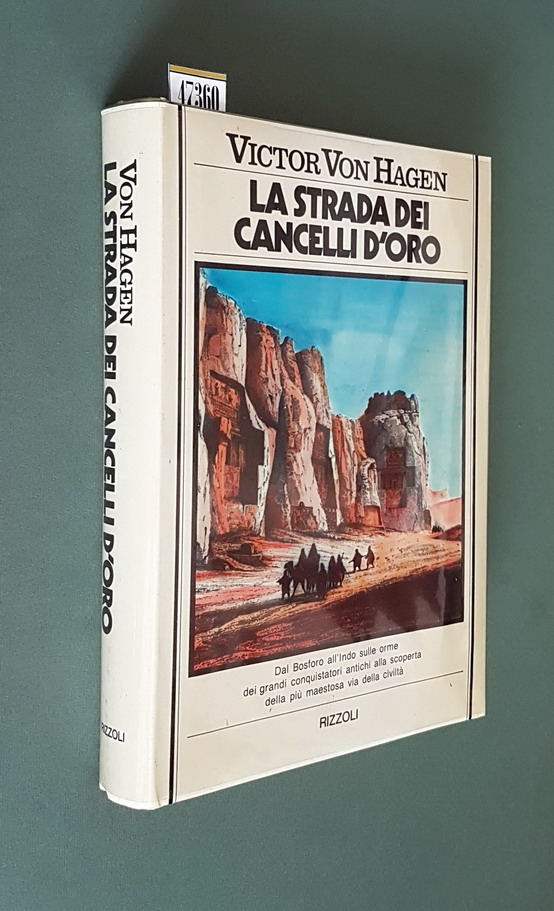 47360
VICTOR VON HAGEN
LA STRADA DEI
CANCELLI D'ORO
Dal Bosforo all'Indo sulle orme
dei grandi conquistatori antichi alla scoperta
della più maestosa via della civiltà
RIZZOLI
VON HAGEN
LA STRADA DEI CANCELLI D'ORO
RIZZOLI